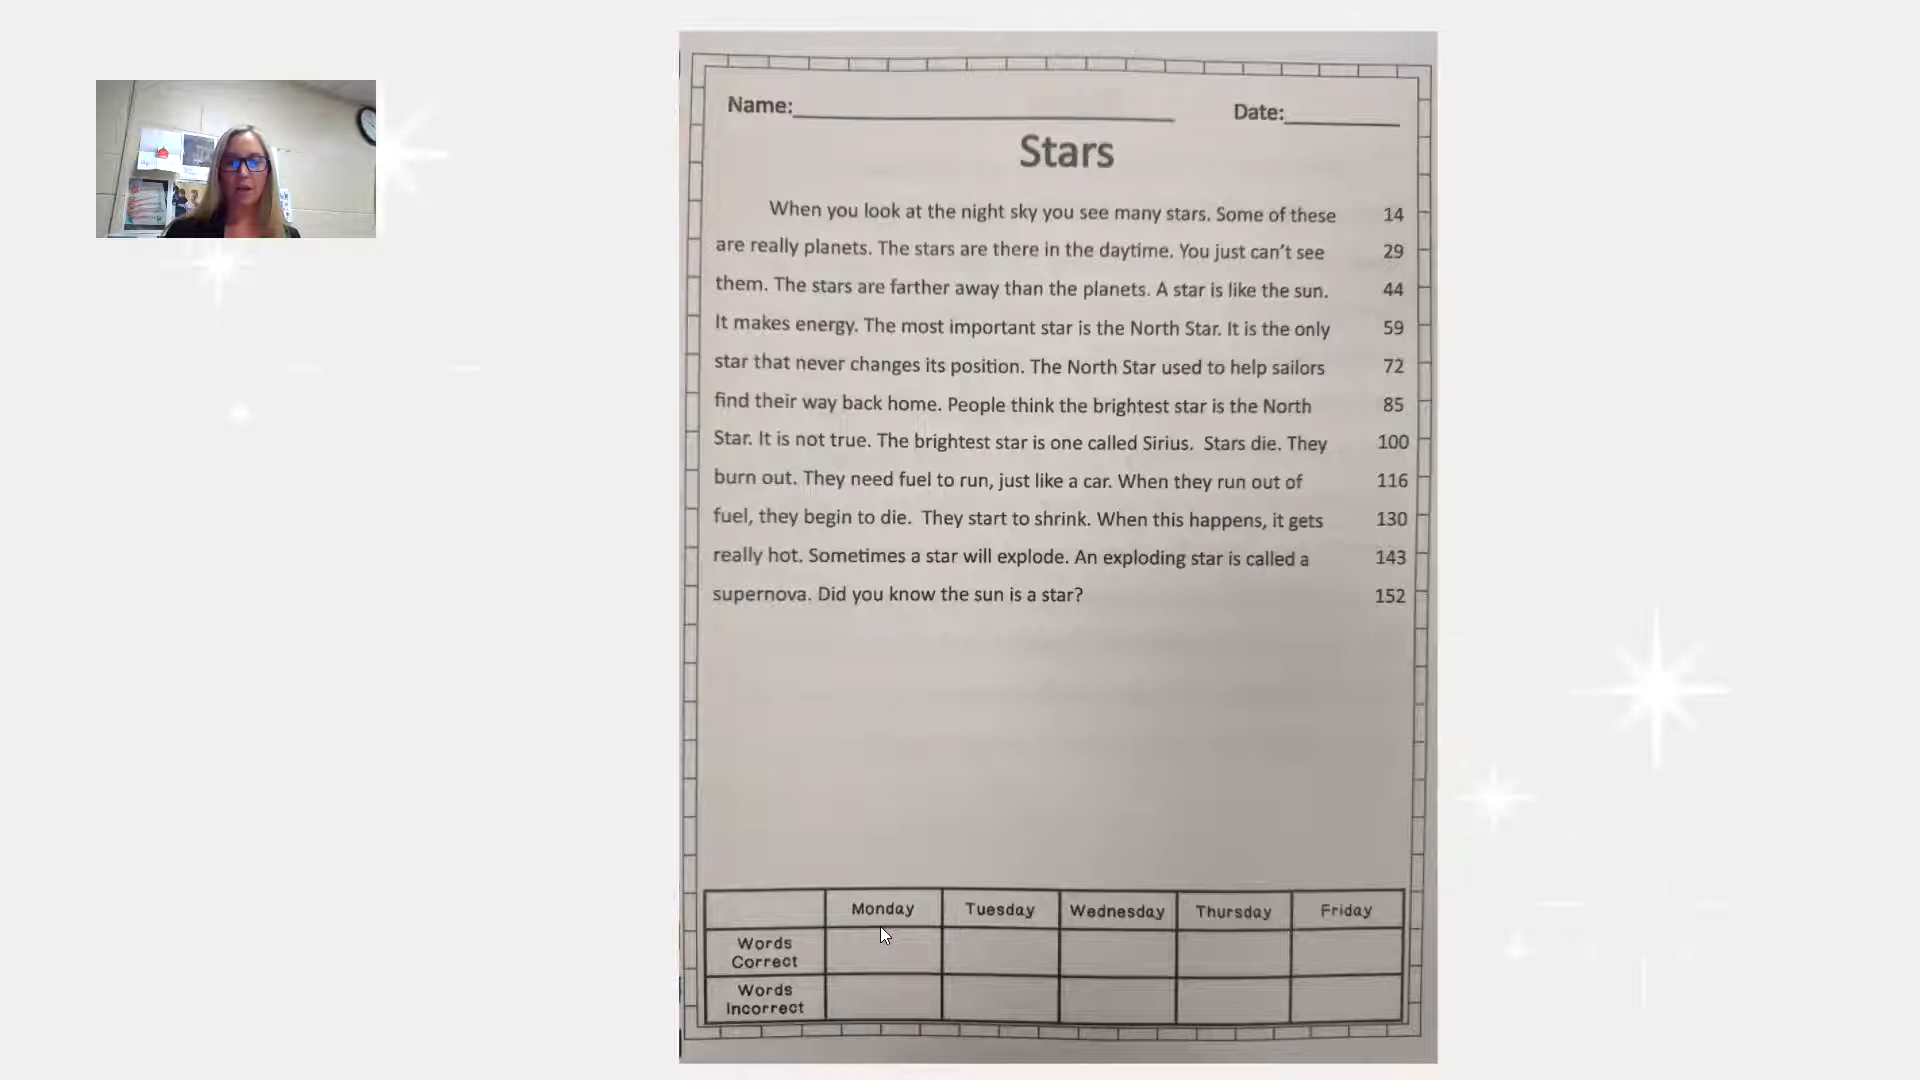 Name: Date:
Stars
When you look at the night sky you see many stars. Some of these 14
are really planets. The stars are there in the daytime. You just can't see 29
them. The stars are farther away than the planets. A star is like the sun. 44
It makes energy. The most important star is the North Star. It is the only 59
star that never changes its position. The North Star used to help sailors 72
find their way back home. People think the brightest star is the North 85
Star. It is not true. The brightest star is one called Sirius. Stars die. They 100
burn out. They need fuel to run, just like a car. When they run out of 116
fuel, they begin to die. They start to shrink. When this happens, it gets 130
really hot. Sometimes a star will explode. An exploding star is called a 143
supernova. Did you know the sun is a star? 152
Monday Tuesday Wednesday Thursday Friday
Words
Correct
Words
Incorrect